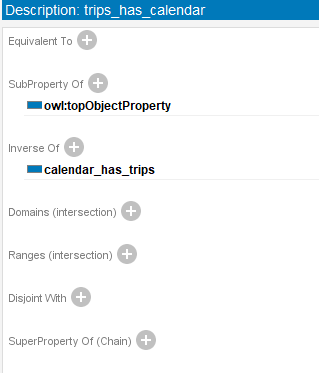 Description: trips_has_calendar
Equivalent To
SubProperty Of
owl:topObjectProperty
Inverse Of
calendar_has_trips
Domains (intersection)
Ranges (intersection)
Disjoint With
SuperProperty Of (Chain)